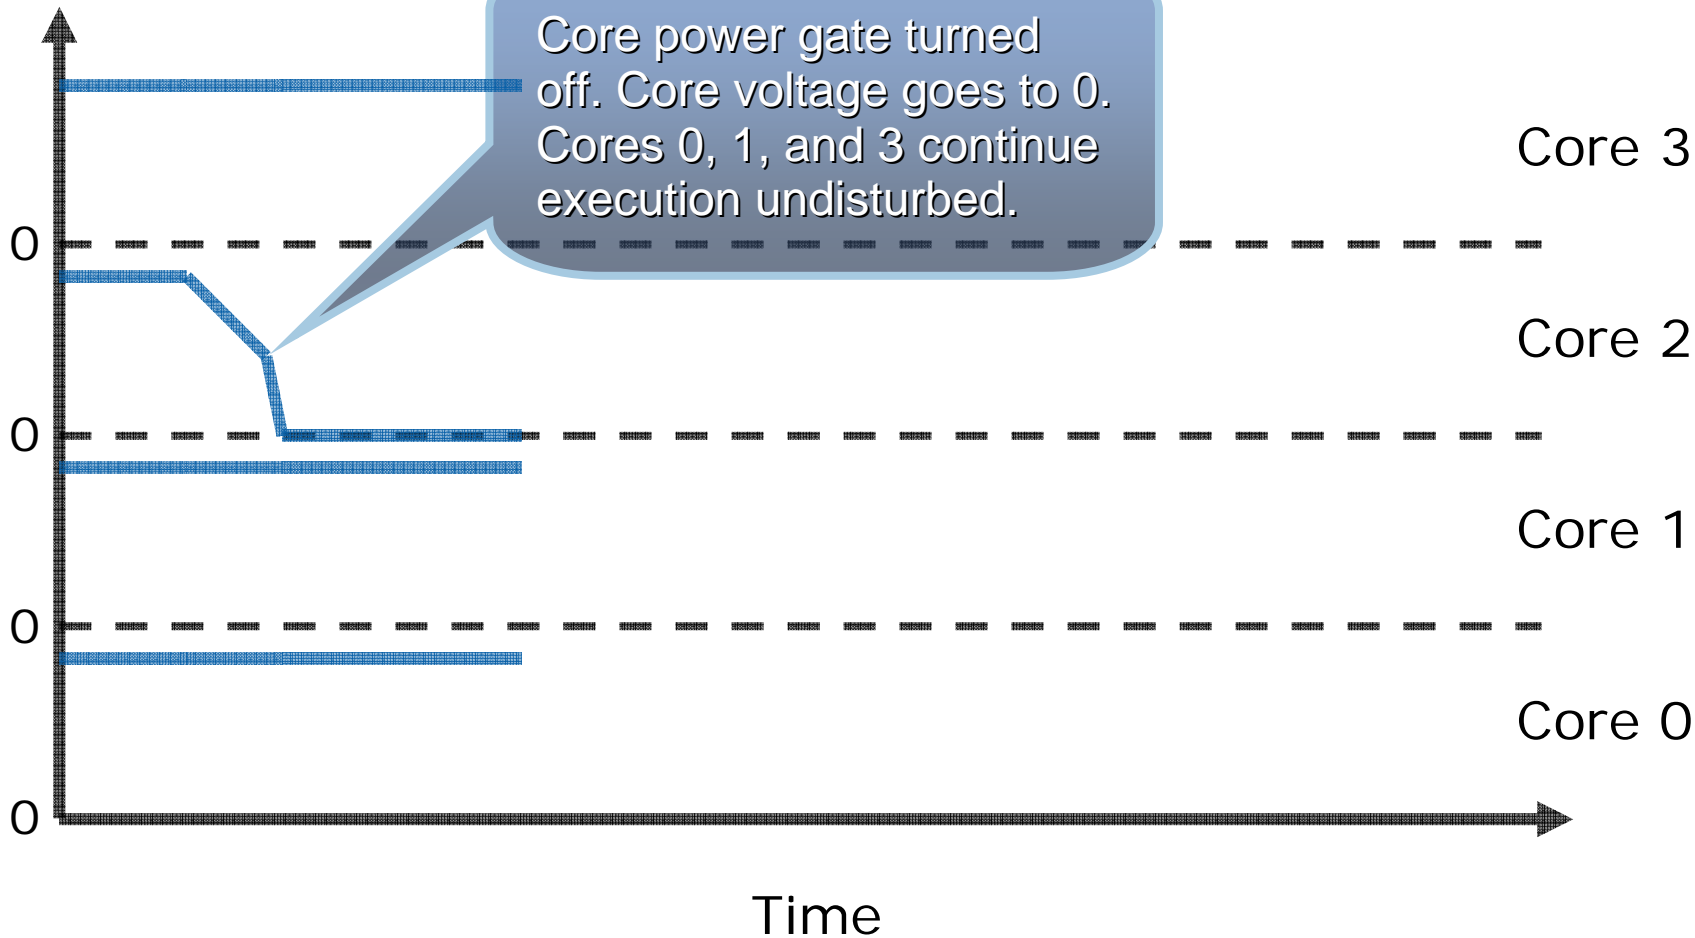 Core power gate turned
off. Core voltage goes to 0.
Cores 0, 1, and 3 continue
execution undisturbed.
Core 3
0
Core 2
0
Core 1
0
Core 0
0
Time